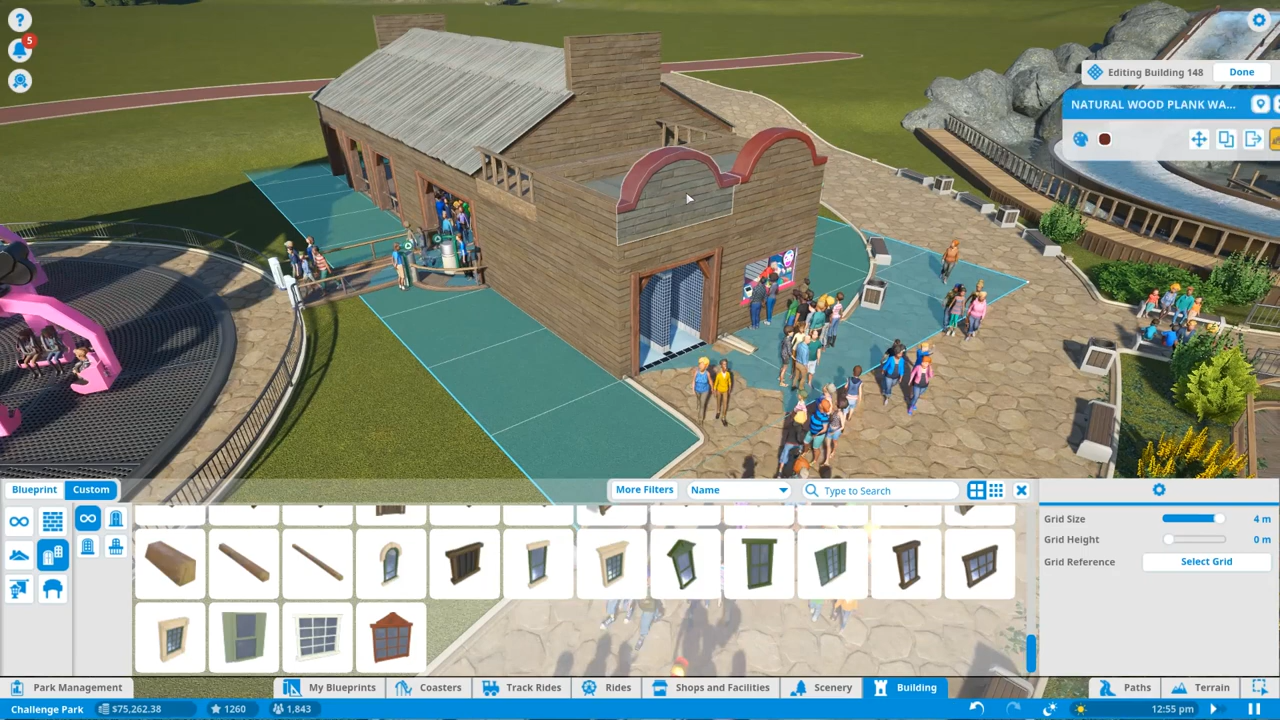 ?
5
Editing Building 148
Done
NATURAL WOOD PLANK WA...
Blueprint
Custom
More Filters
Name
Type to Search
Grid Size
4 m
Grid Height
0 m
Grid Reference
Select Grid
Park Management
My Blueprints
Coasters
Track Rides
Rides
Shops and Facilities
Scenery
Building
Paths
Terrain
Challenge Park
$75,262.38
1260
1,843
12:55 pm